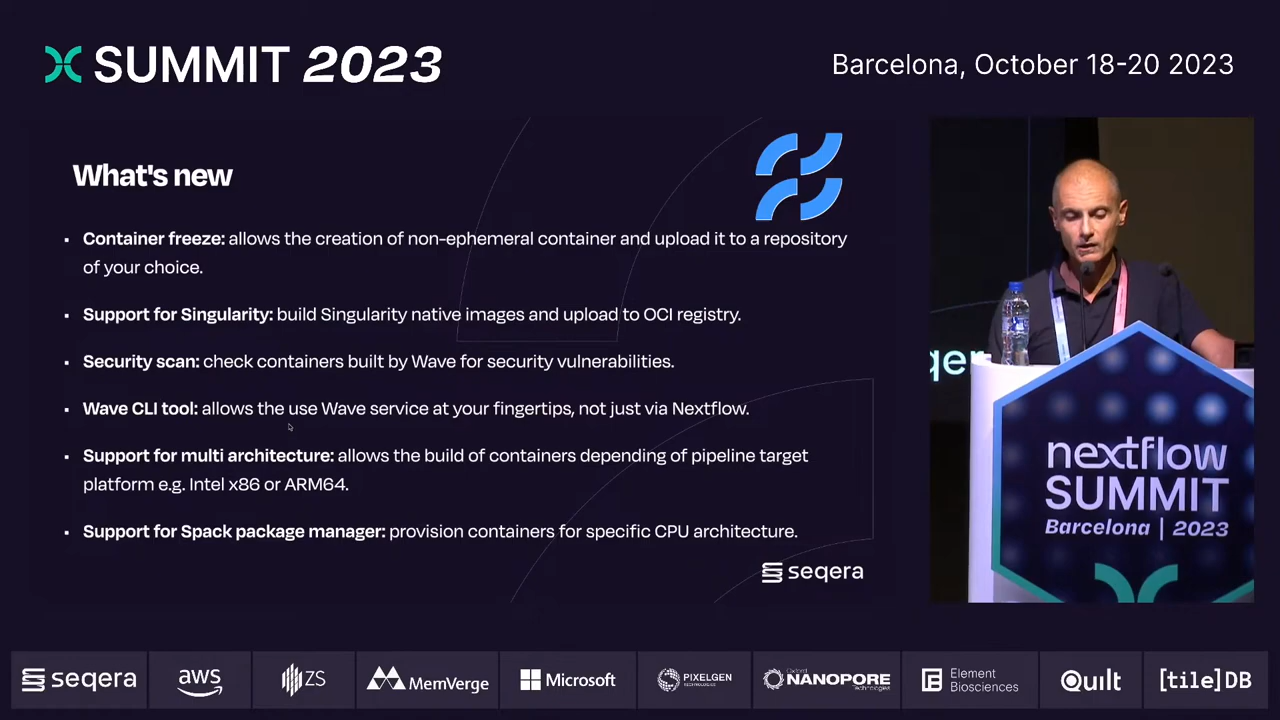 SUMMIT 2023
Barcelona, October 18-20 2023
What's new
▪ Container freeze: allows the creation of non-ephemeral container and upload it to a repository
of your choice.
▪ Support for Singularity: build Singularity native images and upload to OCI registry.
▪ Security scan: check containers built by Wave for security vulnerabilities.
▪ Wave CLI tool: allows the use Wave service at your fingertips, not just via Nextflow.
▪ Support for multi architecture: allows the build of containers depending of pipeline target
platform e.g. Intel x86 or ARM64.
▪ Support for Spack package manager: provision containers for specific CPU architecture.
seqera
qer
nextflow
SUMMIT
Barcelona | 2023
seqera
aws
ZS
MemVerge
Microsoft
PIXELGEN
TECHNOLOGIES
Oxford
NANOPORE
Technologies
Element
Biosciences
Quilt
[tile]DB